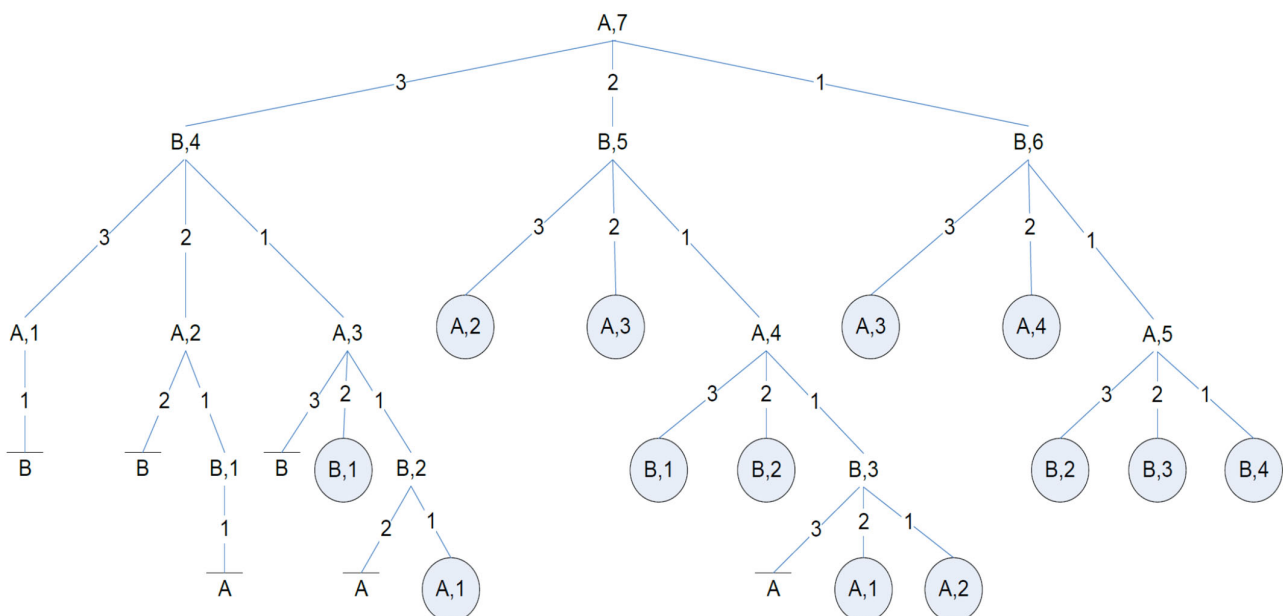 A,7
3 2 1
B,4 B,5 B,6
3 2 1 3 2 1 3 2 1
A,1 A,2 A,3 A,2 A,3 A,4 A,3 A,4 A,5
1 2 1 3 2 1 3 2 1 3 2 1
B B B,1 B B,1 B,2 B,1 B,2 B,3 B,2 B,3 B,4
1 2 1 3 2 1
A A A,1 A A,1 A,2